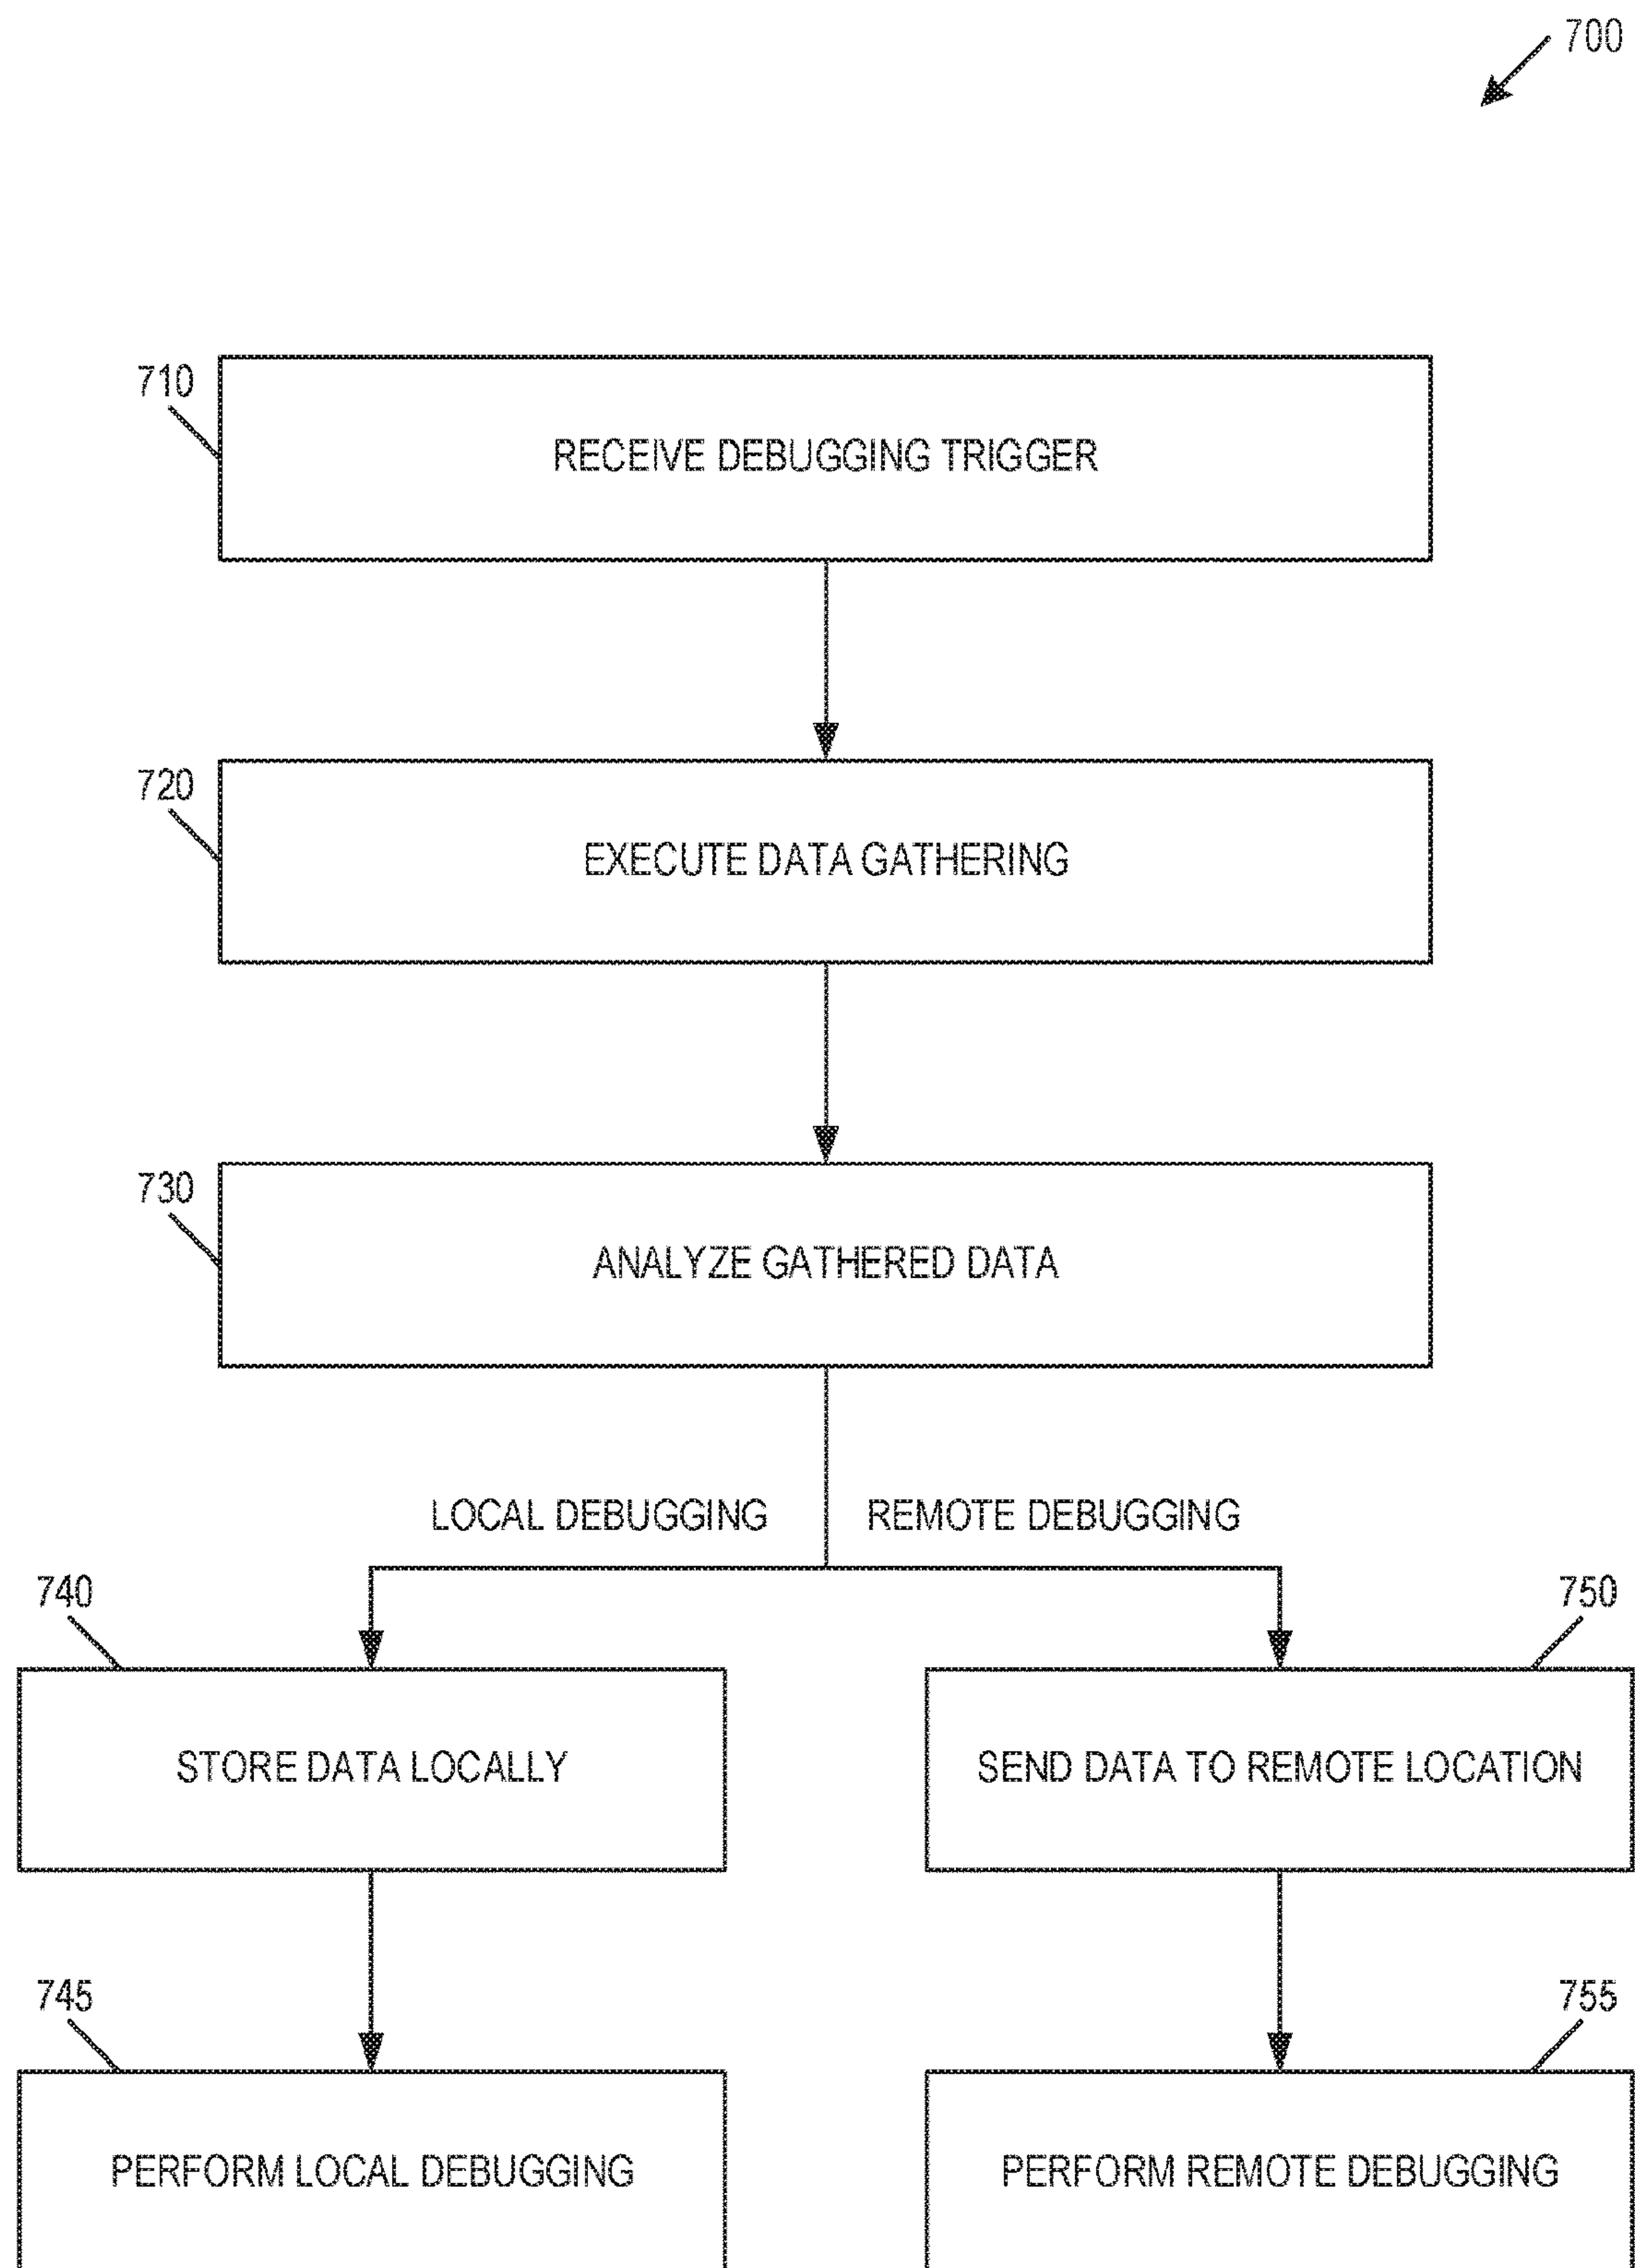 700
710
RECEIVE DEBUGGING TRIGGER
720
EXECUTE DATA GATHERING
730
ANALYZE GATHERED DATA
LOCAL DEBUGGING
REMOTE DEBUGGING
740
750
STORE DATA LOCALLY
SEND DATA TO REMOTE LOCATION
745
755
PERFORM LOCAL DEBUGGING
PERFORM REMOTE DEBUGGING